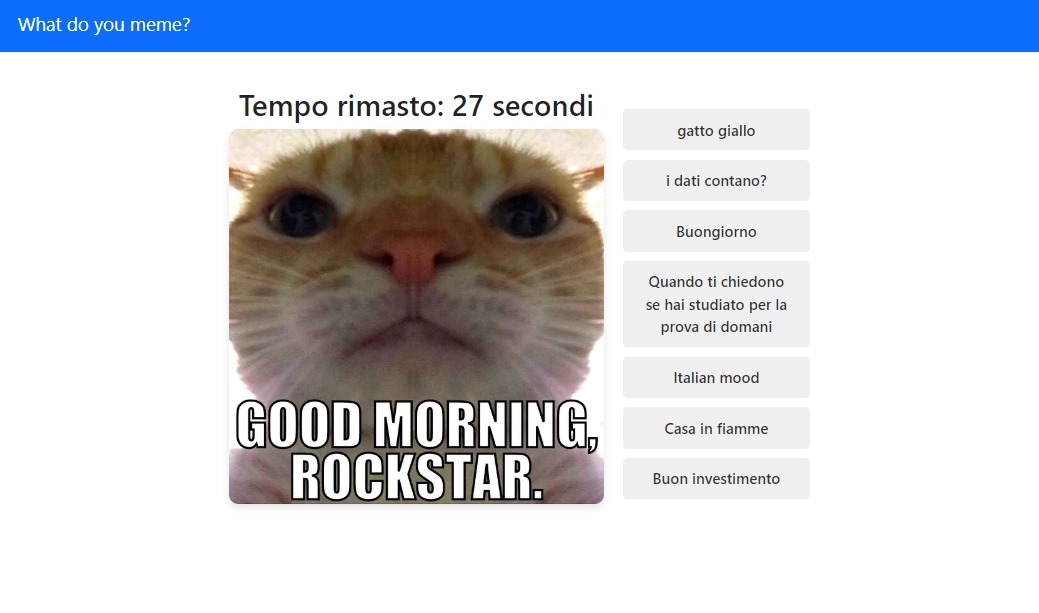 What do you meme?
Tempo rimasto: 27 secondi
GOOD MORNING,
ROCKSTAR.
gatto giallo
i dati contano?
Buongiorno
Quando ti chiedono
se hai studiato per la
prova di domani
Italian mood
Casa in fiamme
Buon investimento